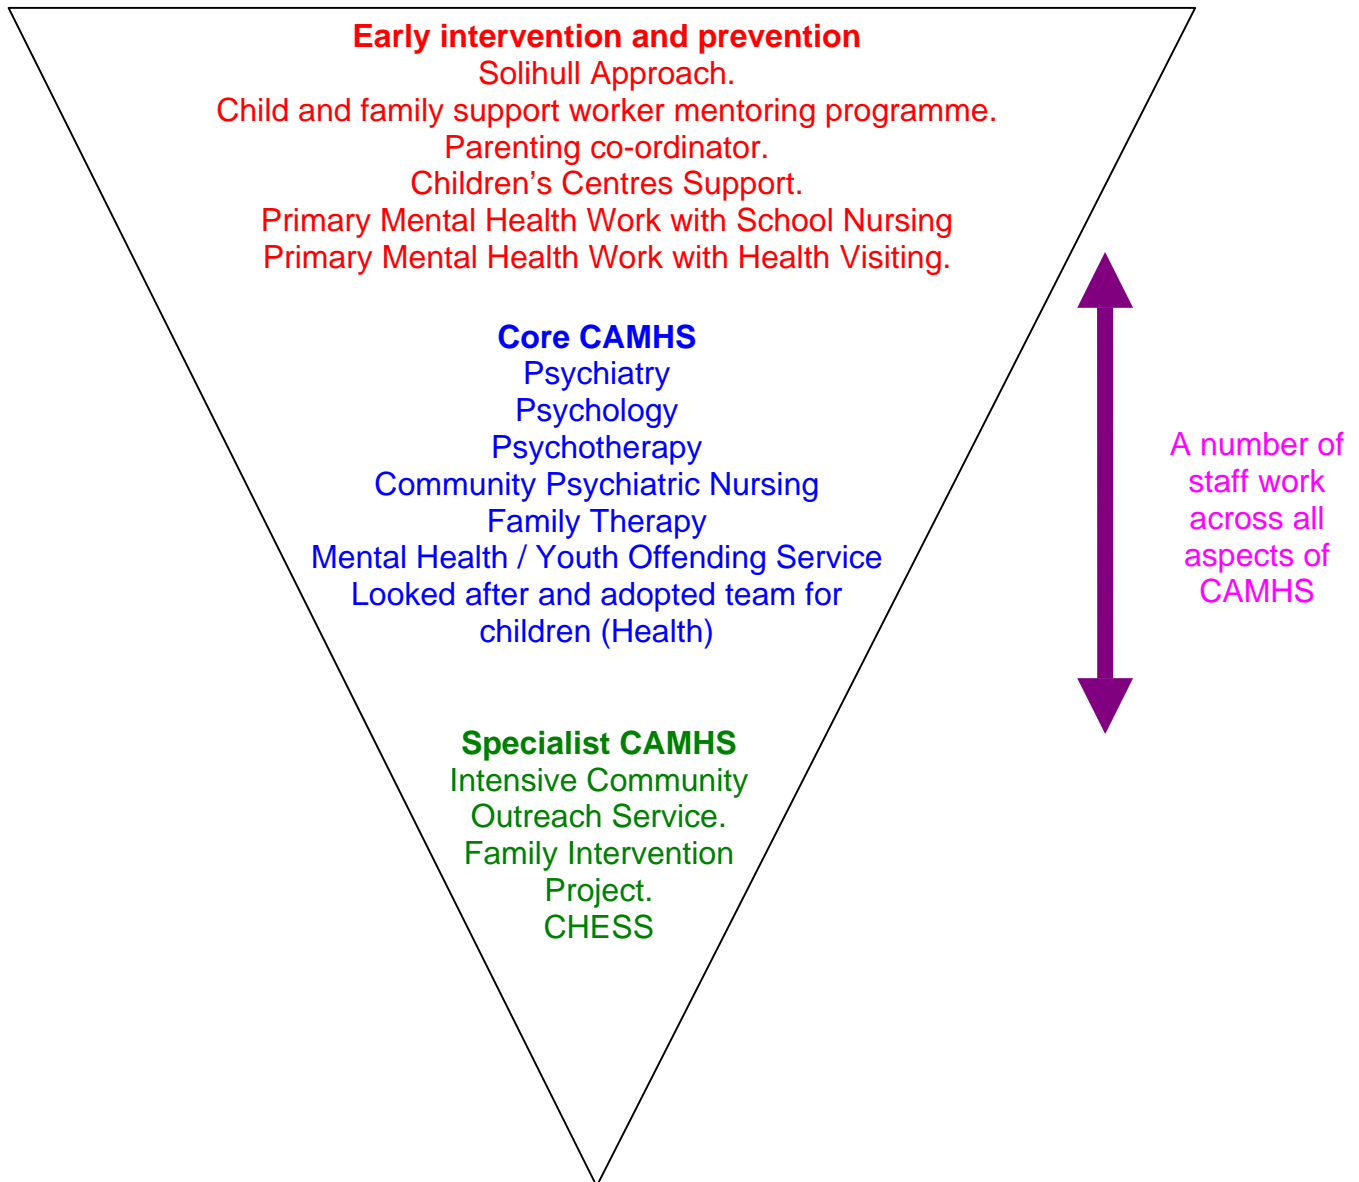 Early intervention and prevention
Solihull Approach.
Child and family support worker mentoring programme.
Parenting co-ordinator.
Children’s Centres Support.
Primary Mental Health Work with School Nursing
Primary Mental Health Work with Health Visiting.
Core CAMHS
Psychiatry
Psychology
Psychotherapy
Community Psychiatric Nursing
Family Therapy
Mental Health / Youth Offending Service
Looked after and adopted team for
children (Health)
Specialist CAMHS
Intensive Community
Outreach Service.
Family Intervention
Project.
CHESS
A number of
staff work
across all
aspects of
CAMHS